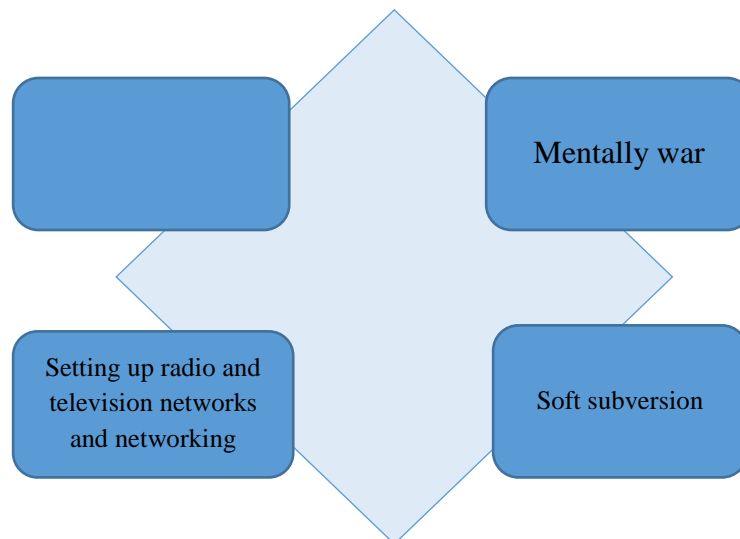 Mentally war
Setting up radio and
television networks
and networking
Soft subversion